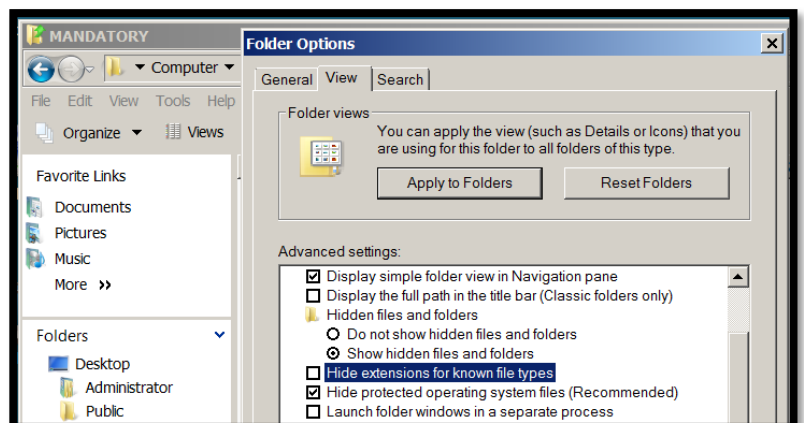 MANDATORY
Computer
File Edit View Tools Help
Organize Views
Favorite Links
Documents
Pictures
Music
More >>
Folders
Desktop
Administrator
Public
Folder Options
General View Search
Folder views
You can apply the view (such as Details or Icons) that you
are using for this folder to all folders of this type.
Apply to Folders Reset Folders
Advanced settings:
Display simple folder view in Navigation pane
Display the full path in the title bar (Classic folders only)
Hidden files and folders
Do not show hidden files and folders
Show hidden files and folders
Hide extensions for known file types
Hide protected operating system files (Recommended)
Launch folder windows in a separate process